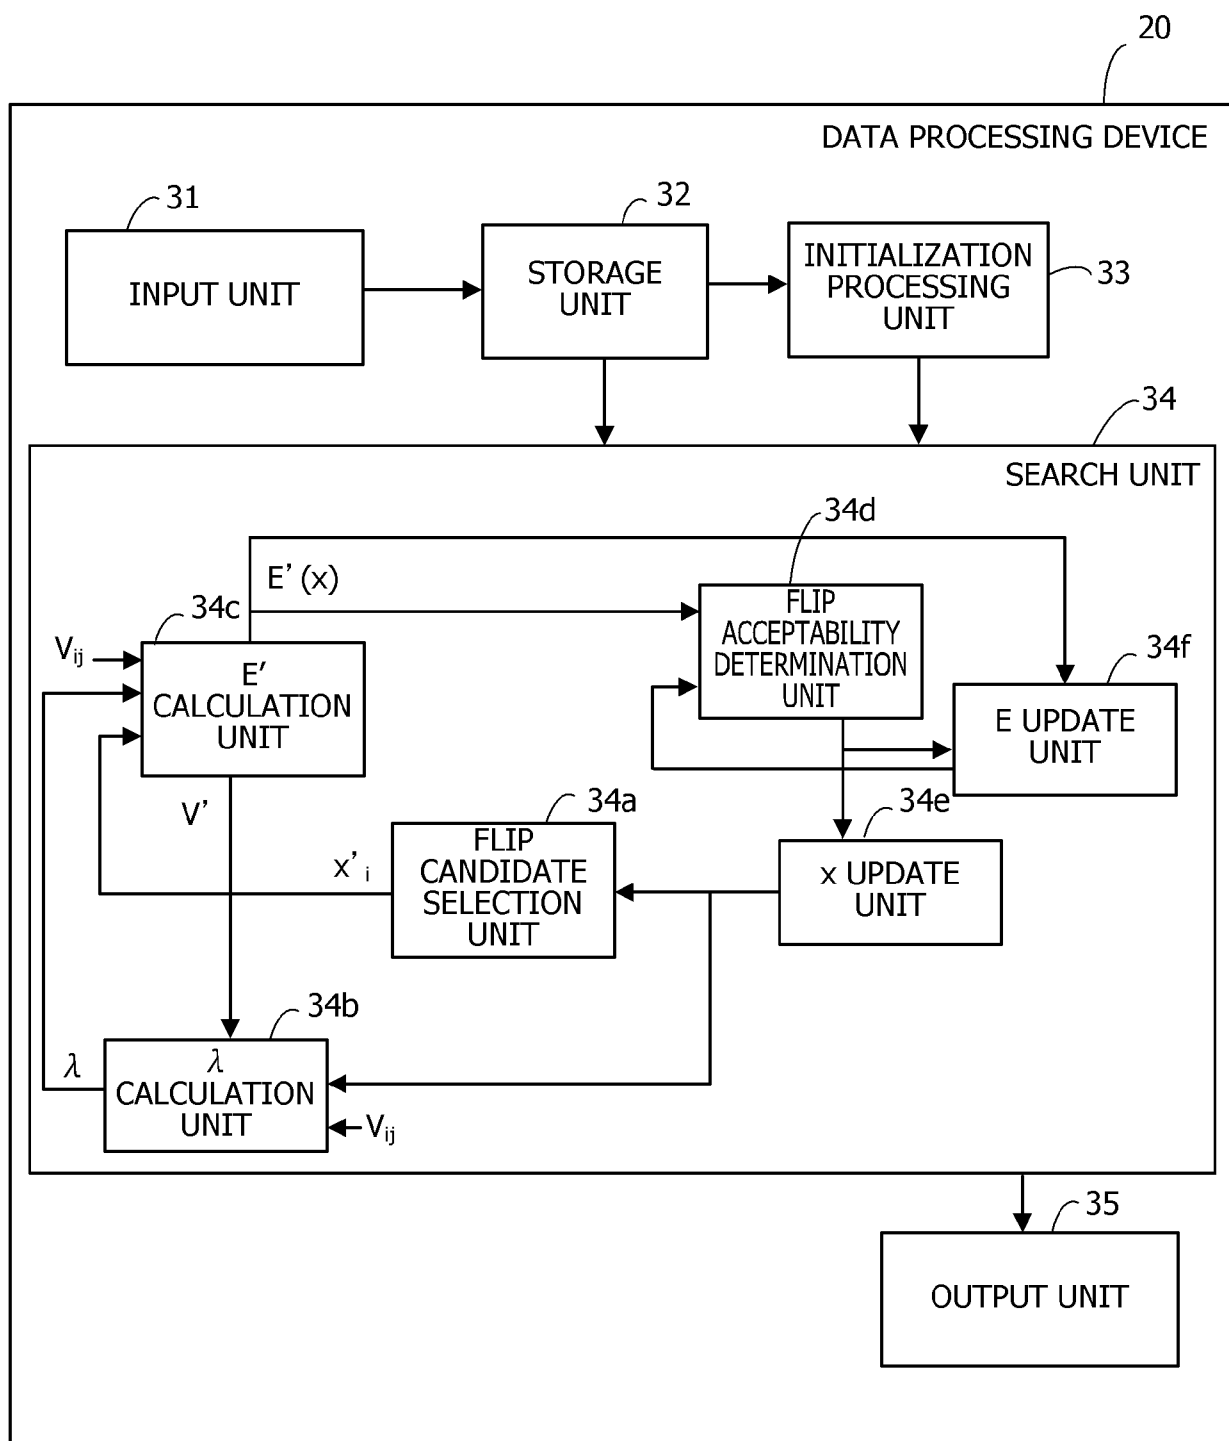 20
DATA PROCESSING DEVICE
31
INPUT UNIT
32
STORAGE
UNIT
INITIALIZATION
PROCESSING
UNIT
33
34
SEARCH UNIT
34d
FLIP
ACCEPTABILITY
DETERMINATION
UNIT
E'(x)
34c
Vij
E'
CALCULATION
UNIT
34f
E UPDATE
UNIT
V'
34a
FLIP
CANDIDATE
SELECTION
UNIT
x'i
34e
x UPDATE
UNIT
34b
λ
λ
CALCULATION
UNIT
Vij
35
OUTPUT UNIT